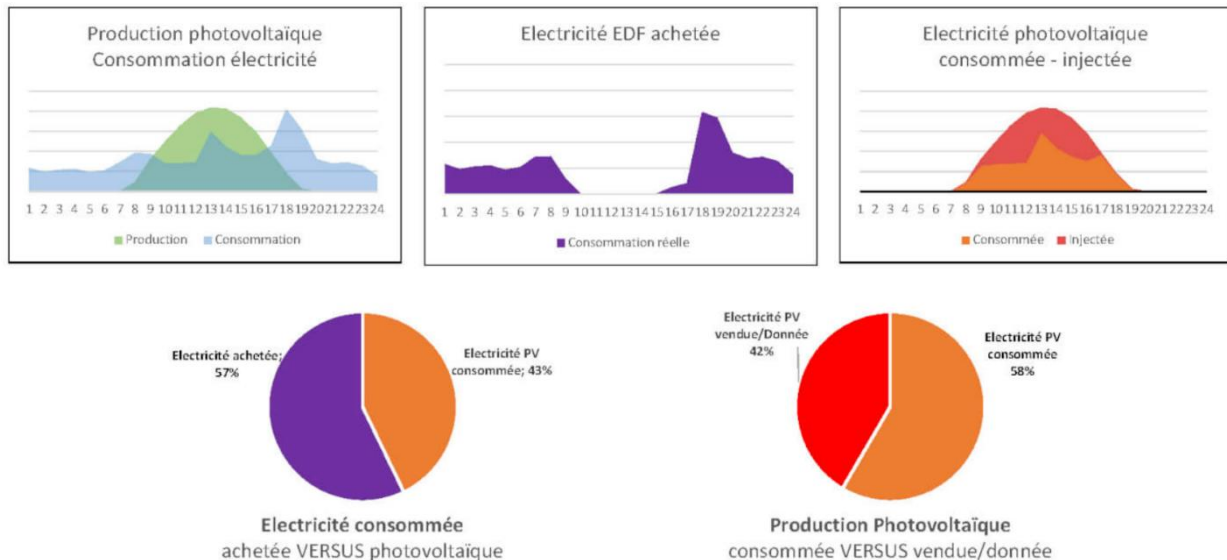 Production photovoltaïque
Consommation électricité
1 2 3 4 5 6 7 8 9 10 11 12 13 14 15 16 17 18 19 20 21 22 23 24
Production Consommation
Electricité EDF achetée
1 2 3 4 5 6 7 8 9 10 11 12 13 14 15 16 17 18 19 20 21 22 23 24
Consommation réelle
Electricité photovoltaïque
consommée - injectée
1 2 3 4 5 6 7 8 9 10 11 12 13 14 15 16 17 18 19 20 21 22 23 24
Consommée Injectée
Electricité achetée;
57%
Electricité PV
consommée; 43%
Electricité consommée
achetée VERSUS photovoltaïque
Electricité PV
vendue/Donnée
42%
Electricité PV
consommée
58%
Production Photovoltaïque
consommée VERSUS vendue/donnée